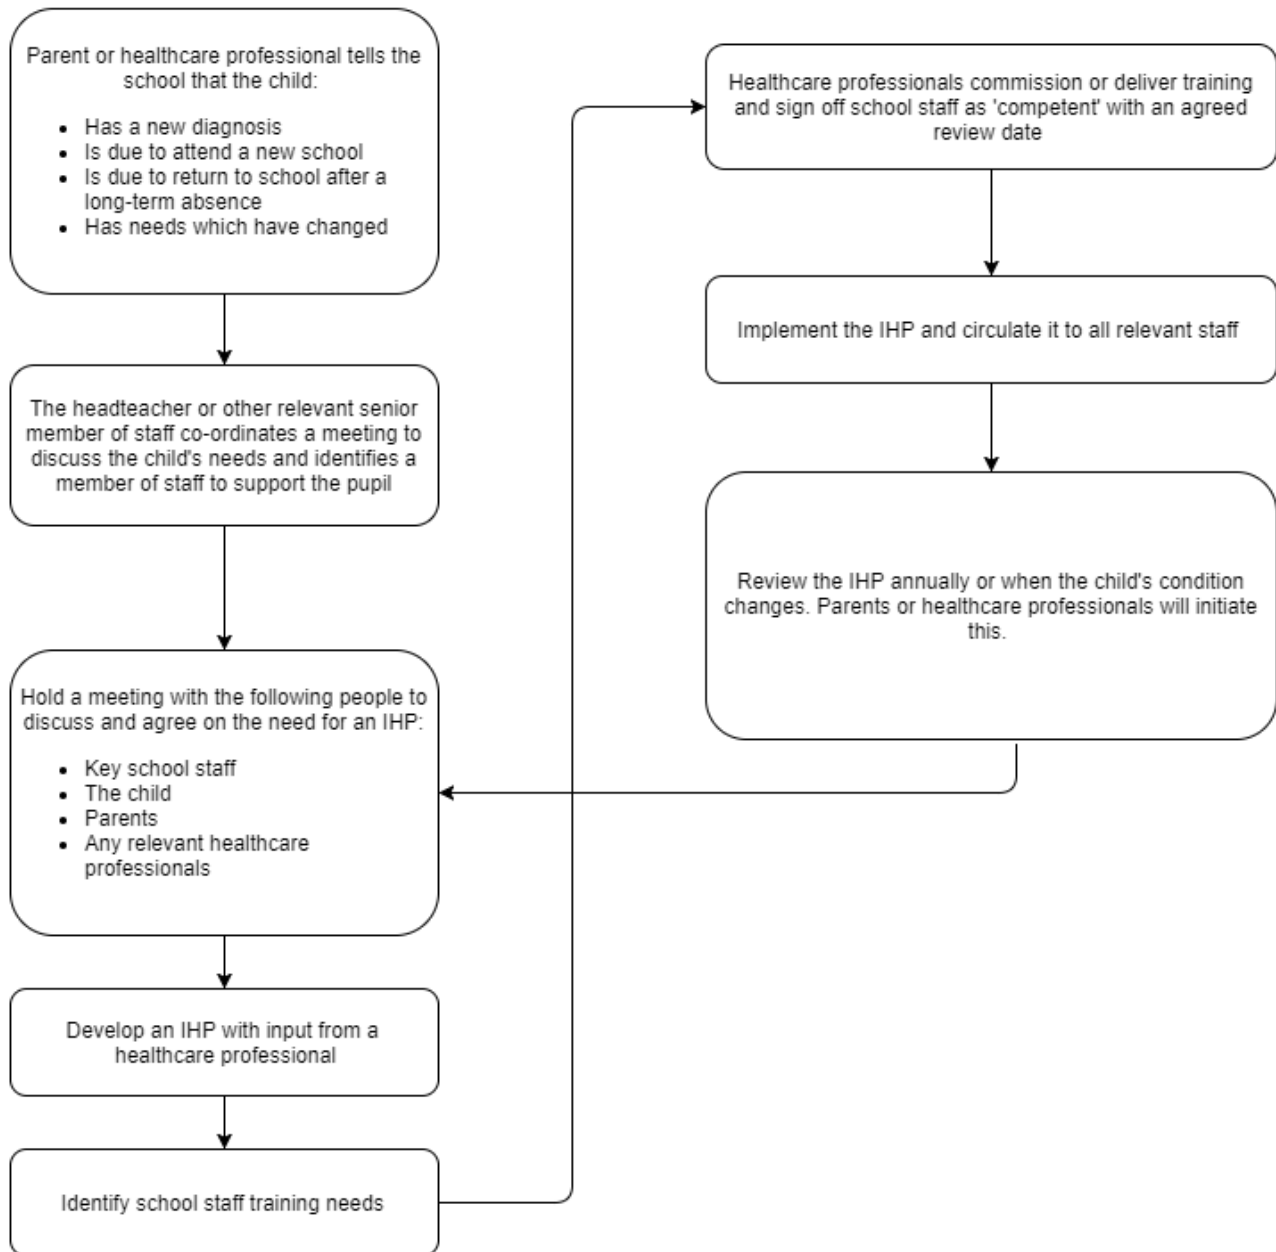 Parent or healthcare professional tells the
school that the child:
• Has a new diagnosis
• Is due to attend a new school
• Is due to return to school after a
long-term absence
• Has needs which have changed
The headteacher or other relevant senior
member of staff co-ordinates a meeting to
discuss the child's needs and identifies a
member of staff to support the pupil
Hold a meeting with the following people to
discuss and agree on the need for an IHP:
• Key school staff
• The child
• Parents
• Any relevant healthcare
professionals
Develop an IHP with input from a
healthcare professional
Identify school staff training needs
Healthcare professionals commission or deliver training
and sign off school staff as 'competent' with an agreed
review date
Implement the IHP and circulate it to all relevant staff
Review the IHP annually or when the child's condition
changes. Parents or healthcare professionals will initiate
this.